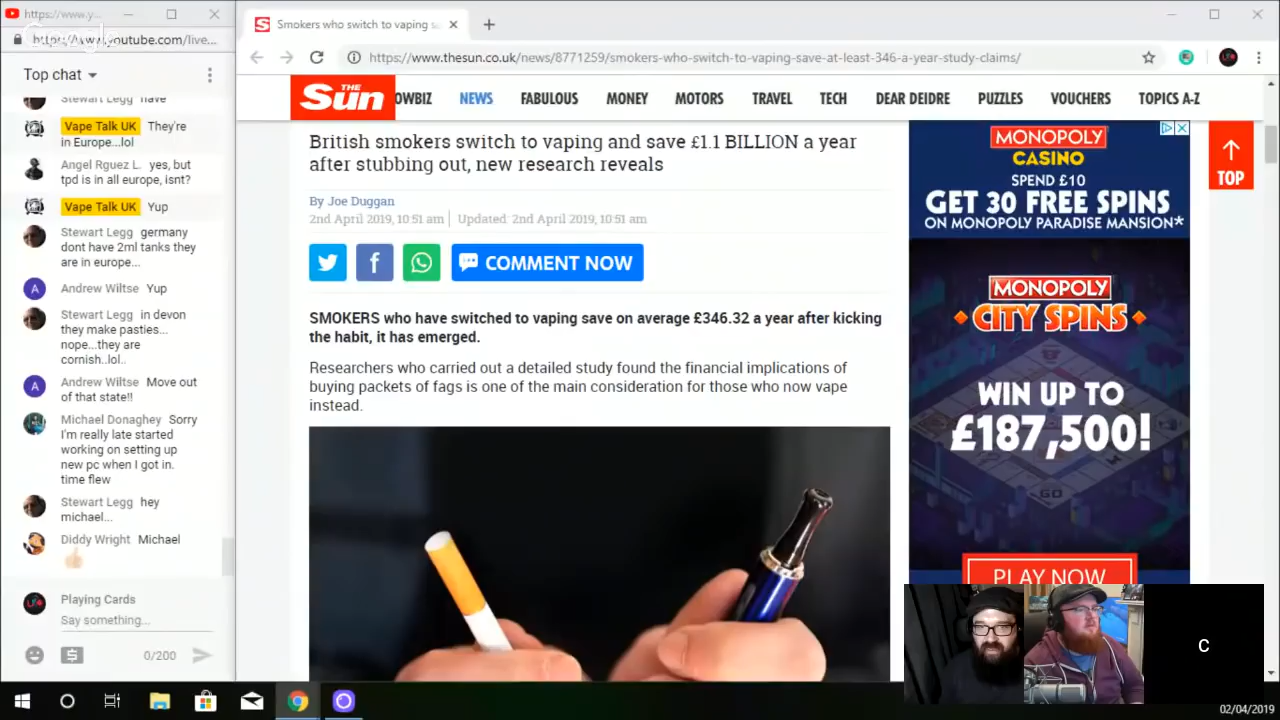 https://www.y...
Google
https://www.youtube.com/live...
Top chat
Stewart Legg have
Vape Talk UK They're
in Europe...lol
Angel Rguez L. yes, but
tpd is in all europe, isnt?
Vape Talk UK Yup
Stewart Legg germany
dont have 2ml tanks they
are in europe...
Andrew Wiltse Yup
A
Stewart Legg in devon
they make pasties...
nope...they are
cornish..lol..
Andrew Wiltse Move out
of that state!!
A
Michael Donaghey Sorry
I'm really late started
working on setting up
new pc when I got in.
time flew
Stewart Legg hey
michael...
Diddy Wright Michael
Playing Cards
Say something...
0/200
Smokers who switch to vaping s
https://www.thesun.co.uk/news/8771259/smokers-who-switch-to-vaping-save-at-least-346-a-year-study-claims/
THE
Sun
OWBIZ NEWS FABULOUS MONEY MOTORS TRAVEL TECH DEAR DEIDRE PUZZLES VOUCHERS TOPICS A-Z
British smokers switch to vaping and save £1.1 BILLION a year
after stubbing out, new research reveals
By Joe Duggan
2nd April 2019, 10:51 am Updated: 2nd April 2019, 10:51 am
COMMENT NOW
SMOKERS who have switched to vaping save on average £346.32 a year after kicking
the habit, it has emerged.
Researchers who carried out a detailed study found the financial implications of
buying packets of fags is one of the main consideration for those who now vape
instead.
MONOPOLY
CASINO
SPEND £10
GET 30 FREE SPINS
ON MONOPOLY PARADISE MANSION*
MONOPOLY
CITY SPINS
WIN UP TO
£187,500!
GO
PLAY NOW
TOP
C
02/04/2019